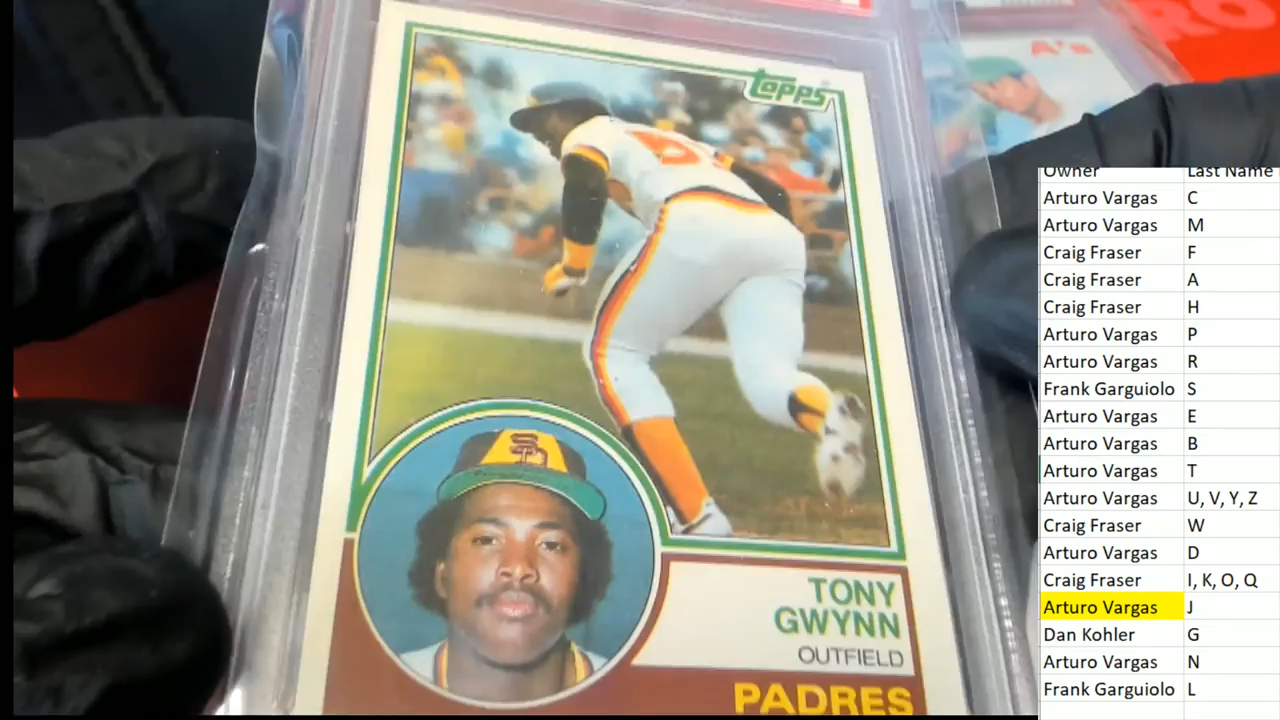 Topps
TONY
GWYNN
OUTFIELD
PADRES
SD
A's
RO
Owner Last Name
Arturo Vargas C
Arturo Vargas M
Craig Fraser F
Craig Fraser A
Craig Fraser H
Arturo Vargas P
Arturo Vargas R
Frank Garguiolo S
Arturo Vargas E
Arturo Vargas B
Arturo Vargas T
Arturo Vargas U, V, Y, Z
Craig Fraser W
Arturo Vargas D
Craig Fraser I, K, O, Q
Arturo Vargas J
Dan Kohler G
Arturo Vargas N
Frank Garguiolo L